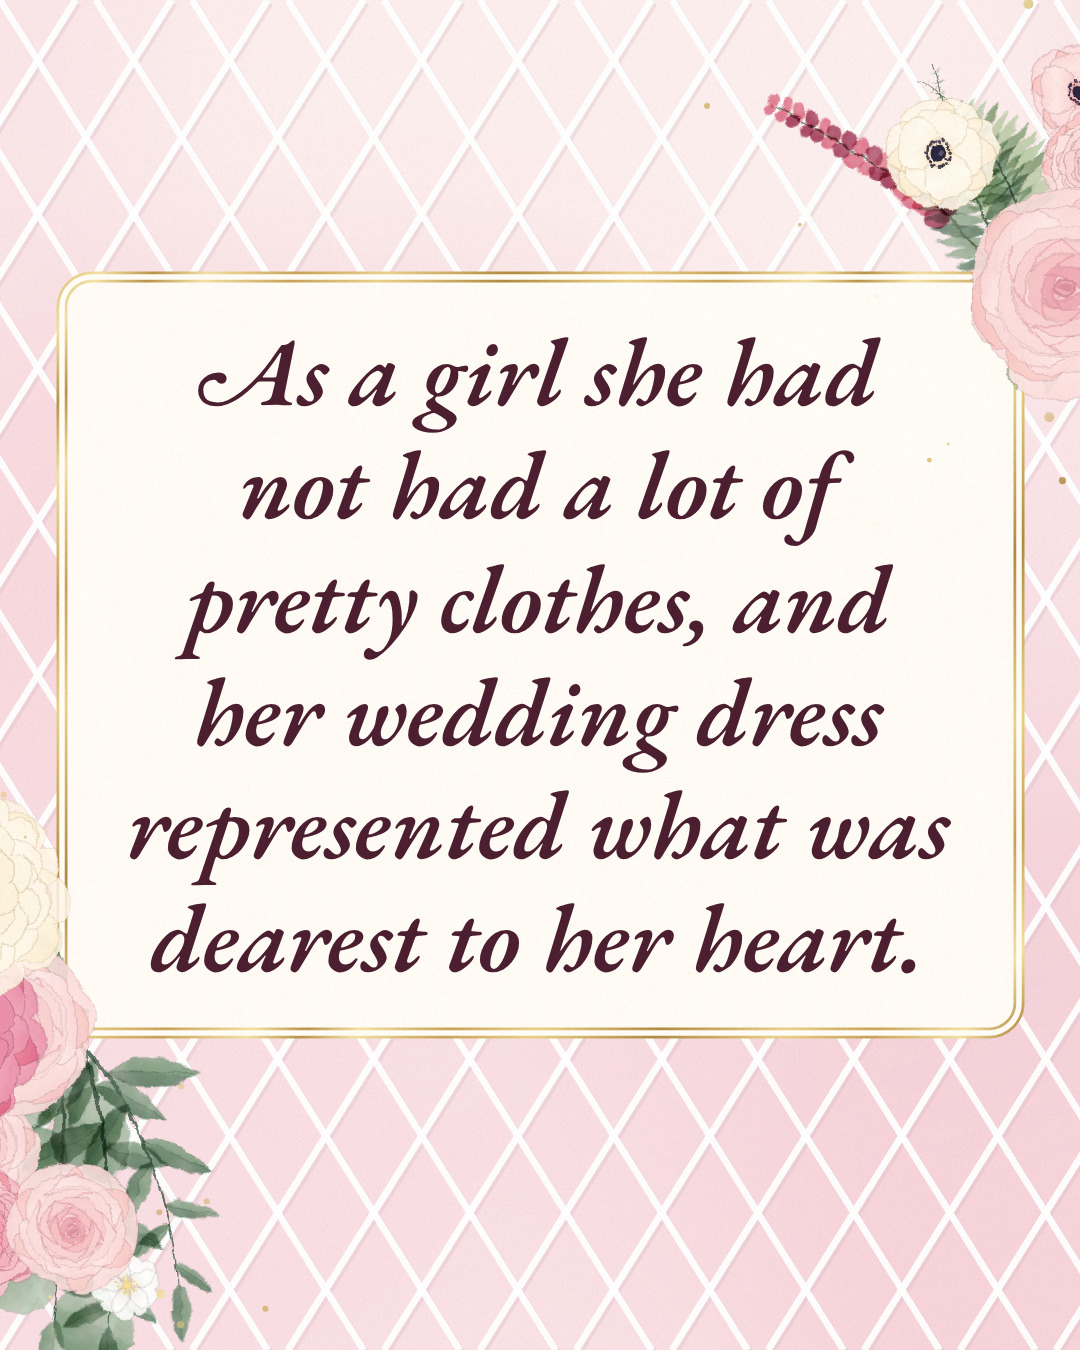 As a girl she had
not had a lot of
pretty clothes, and
her wedding dress
represented what was
dearest to her heart.